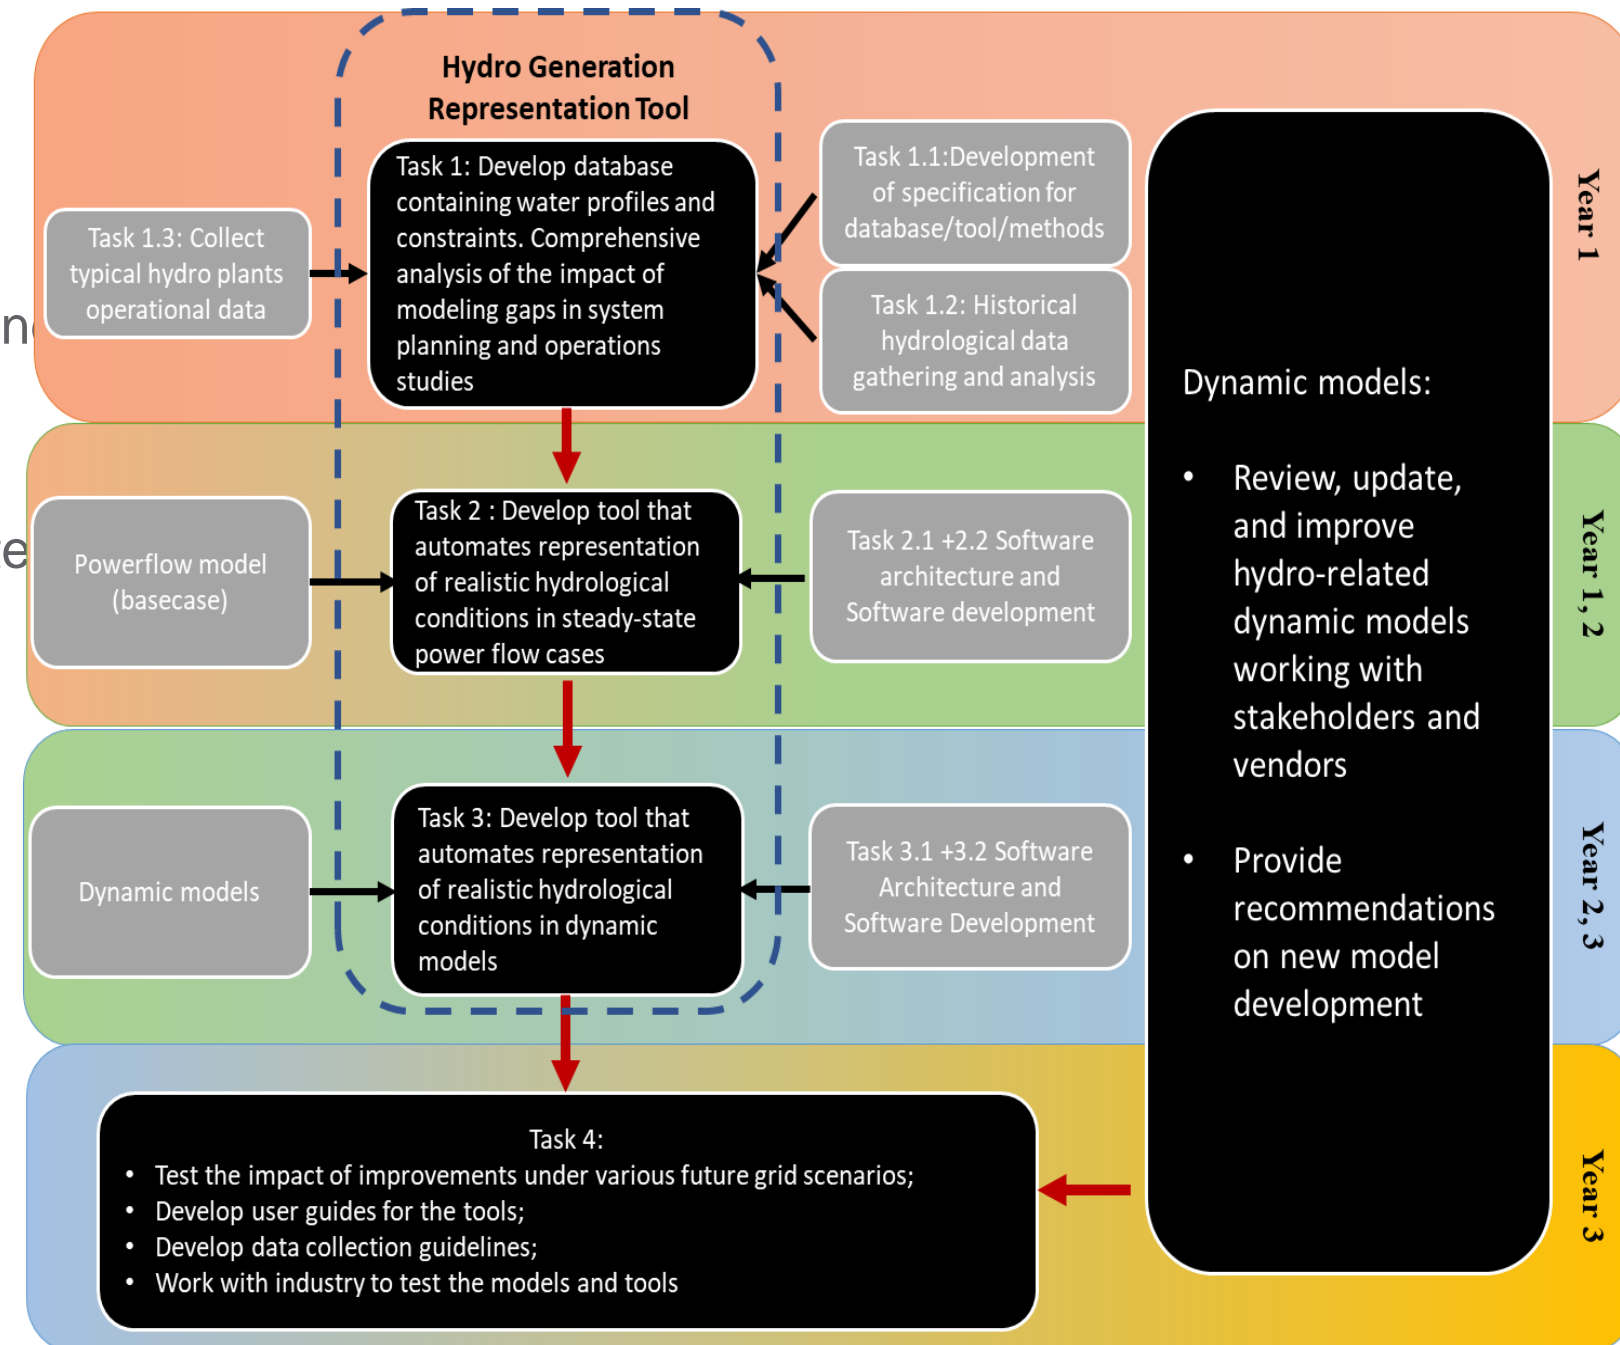 Hydro Generation
Representation Tool
Task 1: Develop database
containing water profiles and
constraints. Comprehensive
analysis of the impact of
modeling gaps in system
planning and operations
studies
Task 1.3: Collect
typical hydro plants
operational data
Task 1.1:Development
of specification for
database/tool/methods
Task 1.2: Historical
hydrological data
gathering and analysis
Year 1
Task 2 : Develop tool that
automates representation
of realistic hydrological
conditions in steady-state
power flow cases
Powerflow model
(basecase)
Task 2.1 +2.2 Software
architecture and
Software development
Year 1, 2
Task 3: Develop tool that
automates representation
of realistic hydrological
conditions in dynamic
models
Dynamic models
Task 3.1 +3.2 Software
Architecture and
Software Development
Year 2, 3
Dynamic models:
• Review, update,
and improve
hydro-related
dynamic models
working with
stakeholders and
vendors
• Provide
recommendations
on new model
development
Task 4:
• Test the impact of improvements under various future grid scenarios;
• Develop user guides for the tools;
• Develop data collection guidelines;
• Work with industry to test the models and tools
Year 3